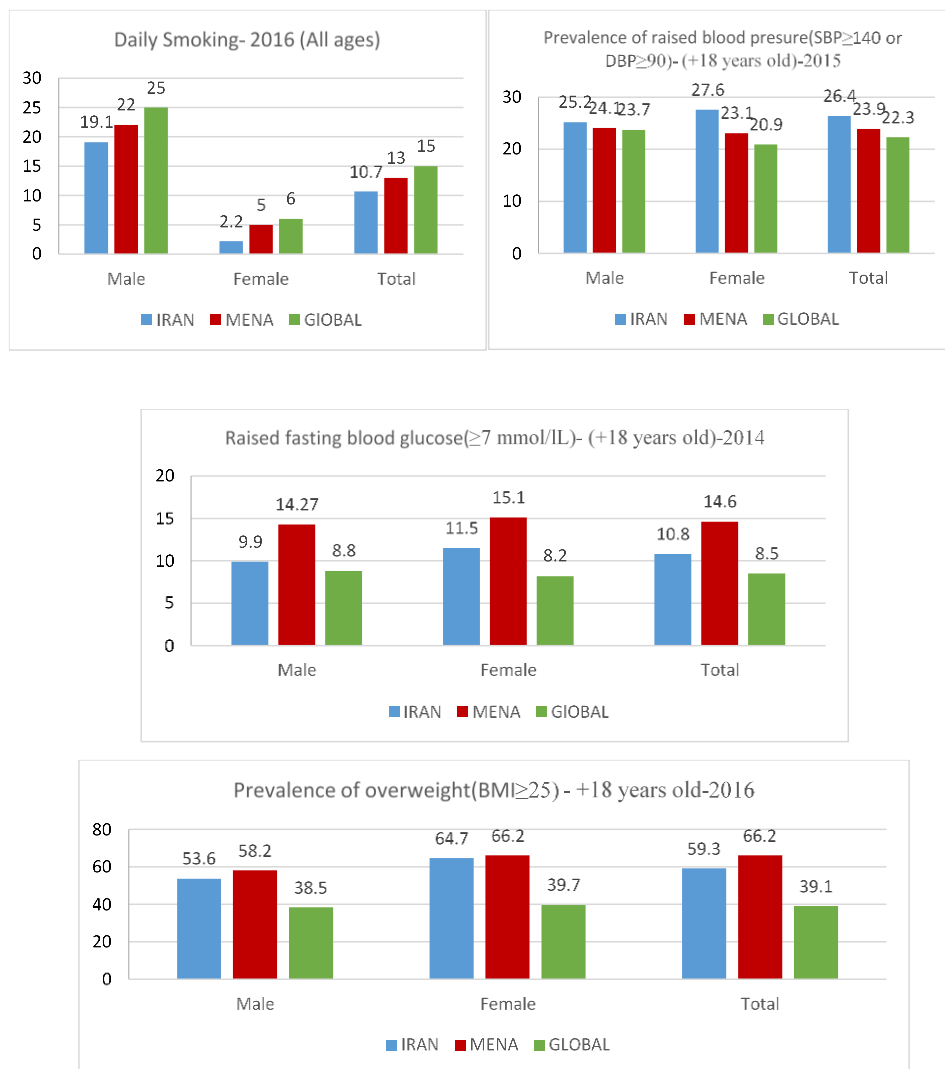 Daily Smoking- 2016 (All ages)
30
25
20
15
10
5
0
19.1
22
25
2.2
5
6
10.7
13
15
Male
Female
Total
IRAN
MENA
GlOBAL
Prevalence of raised blood presure(SBP≥140 or
DBP≥90)- (+18 years old)-2015
30
20
10
0
25.2
24.1
23.7
27.6
23.1
20.9
26.4
23.9
22.3
Male
Female
Total
IRAN
MENA
GLOBAL
Raised fasting blood glucose(≥7 mmol/lL)- (+18 years old)-2014
20
15
10
5
0
9.9
14.27
8.8
11.5
15.1
8.2
10.8
14.6
8.5
Male
Female
Total
IRAN
MENA
GlOBAL
Prevalence of overweight(BMI≥25) - +18 years old-2016
80
60
40
20
0
53.6
58.2
38.5
64.7
66.2
39.7
59.3
66.2
39.1
Male
Female
Total
IRAN
MENA
GLOBAL